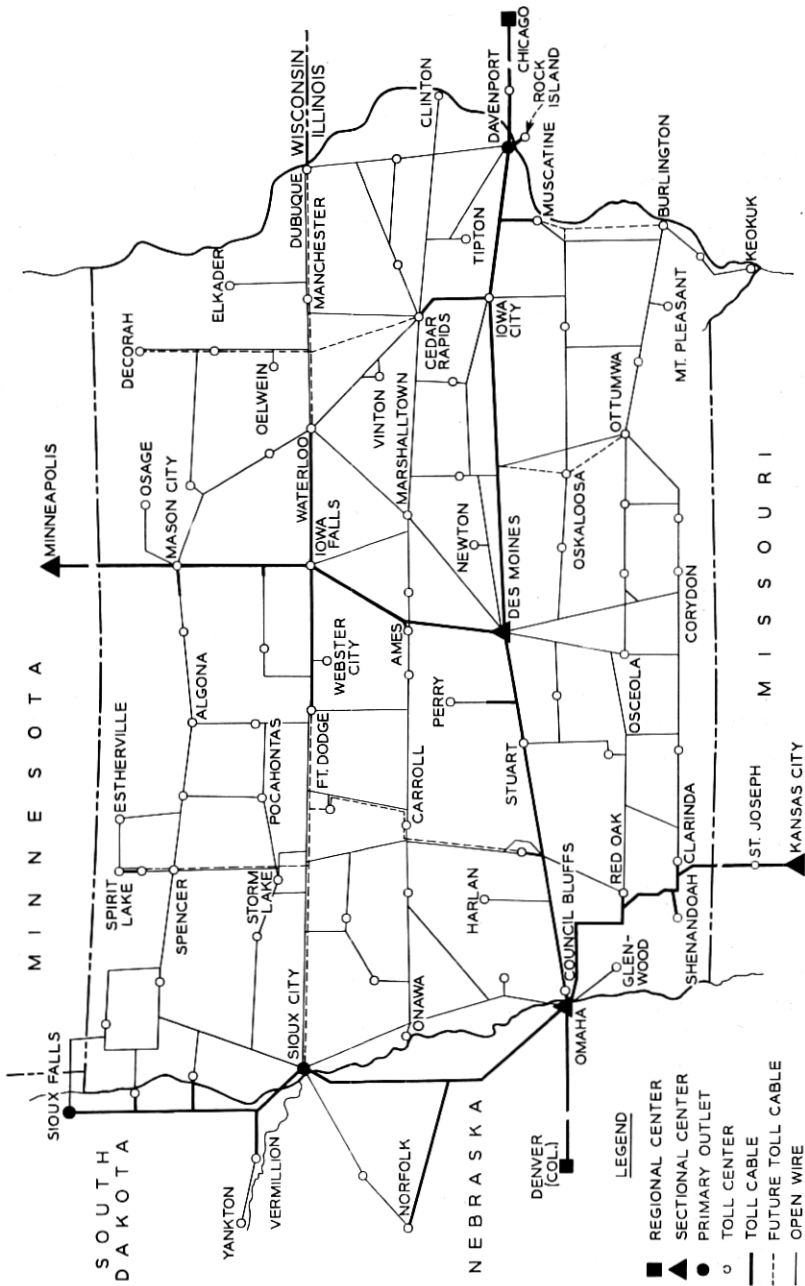 MINNESOTA
SOUTH
DAKOTA
NEBRASKA
MISSOURI
WISCONSIN
ILLINOIS
SIOUX FALLS
YANKTON
VERMILLION
NORFOLK
SIOUX CITY
SPIRIT
LAKE
ESTHERVILLE
SPENCER
STORM
LAKE
POCAHONTAS
ALGONA
MINNEAPOLIS
OSAGE
MASON CITY
DECORAH
ELKADER
OELWEIN
FT. DODGE
WEBSTER
CITY
IOWA
FALLS
WATERLOO
MANCHESTER
DUBUQUE
VINTON
ONAWA
CARROLL
AMES
MARSHALLTOWN
CEDAR
RAPIDS
CLINTON
HARLAN
PERRY
NEWTON
TIPTON
IOWA
CITY
DAVENPORT
CHICAGO
ROCK
ISLAND
MUSCATINE
DENVER
(COL.)
OMAHA
COUNCIL BLUFFS
GLEN-
WOOD
STUART
DES MOINES
OSKALOOSA
RED OAK
OSCEOLA
OTTUMWA
MT. PLEASANT
BURLINGTON
KEOKUK
SHENANDOAH
CLARINDA
CORYDON
ST. JOSEPH
KANSAS CITY
LEGEND
REGIONAL CENTER
SECTIONAL CENTER
PRIMARY OUTLET
TOLL CENTER
TOLL CABLE
FUTURE TOLL CABLE
OPEN WIRE